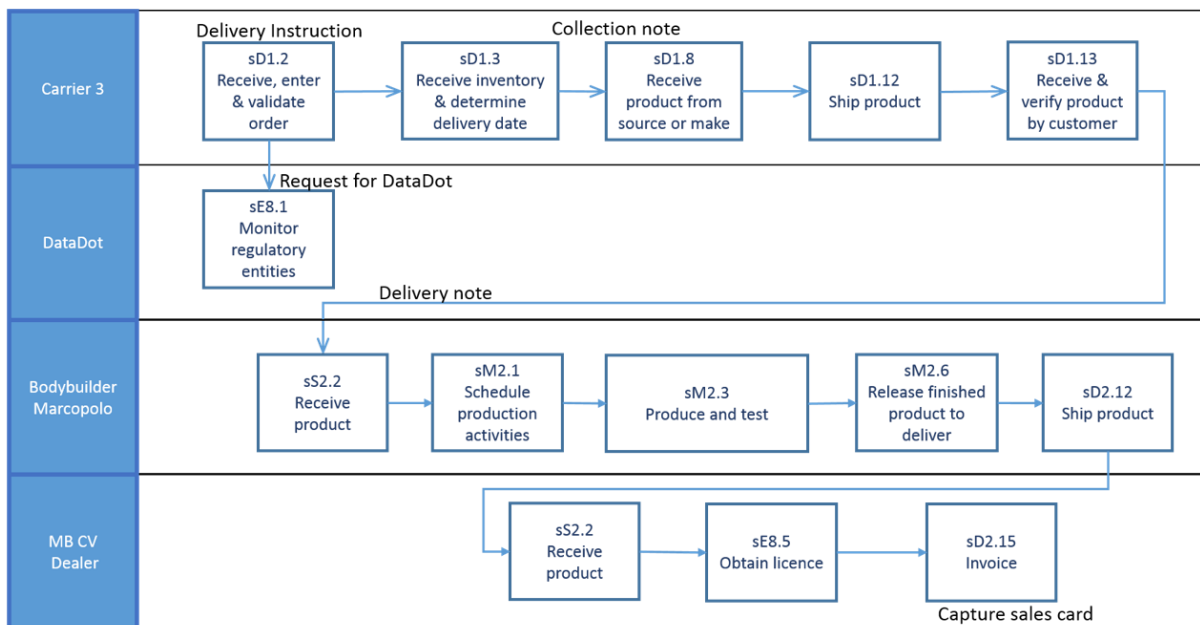 Carrier 3
Delivery Instruction
sD1.2
Receive, enter
& validate
order
sD1.3
Receive inventory
& determine
delivery date
Collection note
sD1.8
Receive
product from
source or make
sD1.12
Ship product
sD1.13
Receive &
verify product
by customer
DataDot
Request for DataDot
sE8.1
Monitor
regulatory
entities
Delivery note
Bodybuilder
Marcopolo
sS2.2
Receive
product
sM2.1
Schedule
production
activities
sM2.3
Produce and test
sM2.6
Release finished
product to
deliver
sD2.12
Ship product
MB CV
Dealer
sS2.2
Receive
product
sE8.5
Obtain licence
sD2.15
Invoice
Capture sales card